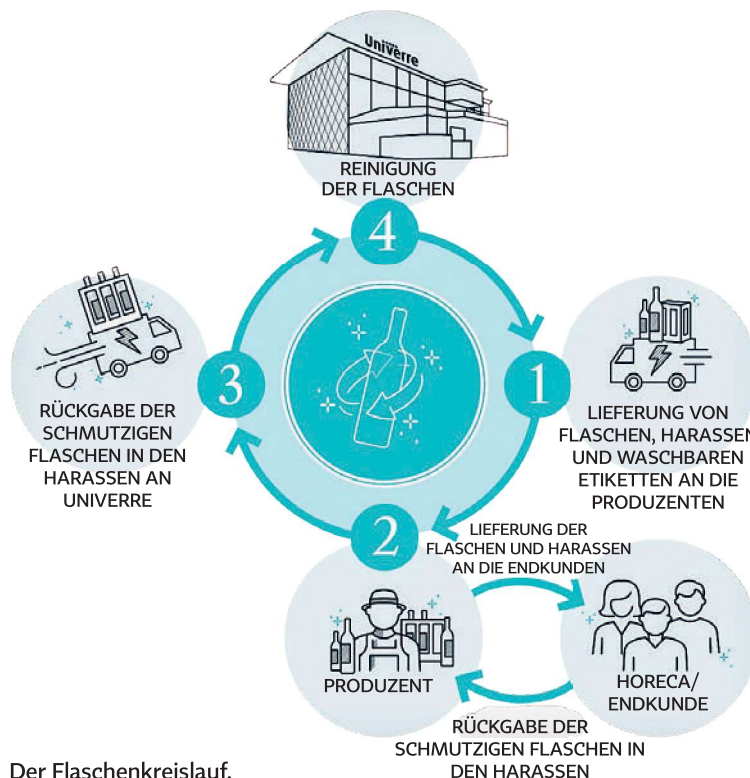 Univerre
REINIGUNG
DER FLASCHEN
4
1
LIEFERUNG VON
FLASCHEN, HARASSEN
UND WASCHBAREN
ETIKETTEN AN DIE
PRODUZENTEN
2
LIEFERUNG DER
FLASCHEN UND HARASSEN
AN DIE ENDKUNDEN
PRODUZENT
HORECA/
ENDKUNDE
RÜCKGABE DER
SCHMUTZIGEN FLASCHEN IN
DEN HARASSEN
3
RÜCKGABE DER
SCHMUTZIGEN
FLASCHEN IN DEN
HARASSEN AN
UNIVERRE
Der Flaschenkreislauf.